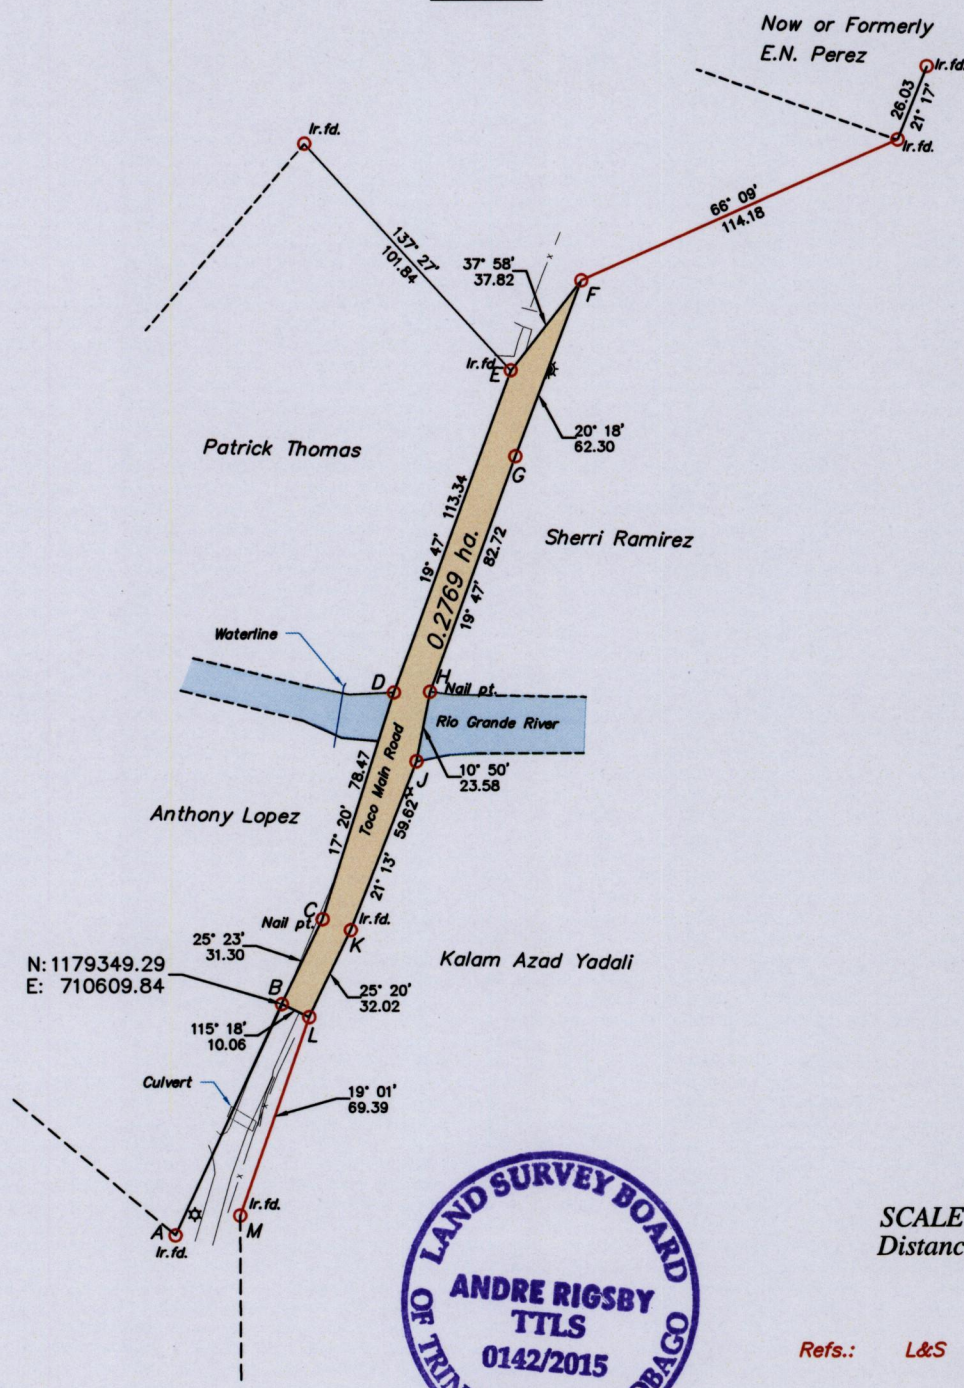 Now or Formerly
E.N. Perez
Ir.fd.
26.03
21° 17'
Ir.fd.
Ir.fd.
66° 09'
114.18
137° 27'
101.84
37° 58'
37.82
F
Ir.fd.
E
20° 18'
62.30
Patrick Thomas
G
19° 47' 113.34
Sherri Ramirez
0.2769 ha.
19° 47' 82.72
Waterline
D
H
Nail pt.
Rio Grande River
Toco Main Road
J
10° 50'
23.58
17° 20' 78.47
21° 13' 59.62
Anthony Lopez
C
Nail pt.
Ir.fd.
K
25° 23'
31.30
Kalam Azad Yadali
N: 1179349.29
E: 710609.84
B
25° 20'
32.02
115° 18'
10.06
L
Culvert
19° 01'
69.39
A
Ir.fd.
Ir.fd.
M
LAND SURVEY BOARD
SCALE
ANDRE RIGSBY
TTLS
0142/2015
Refs.: L&S